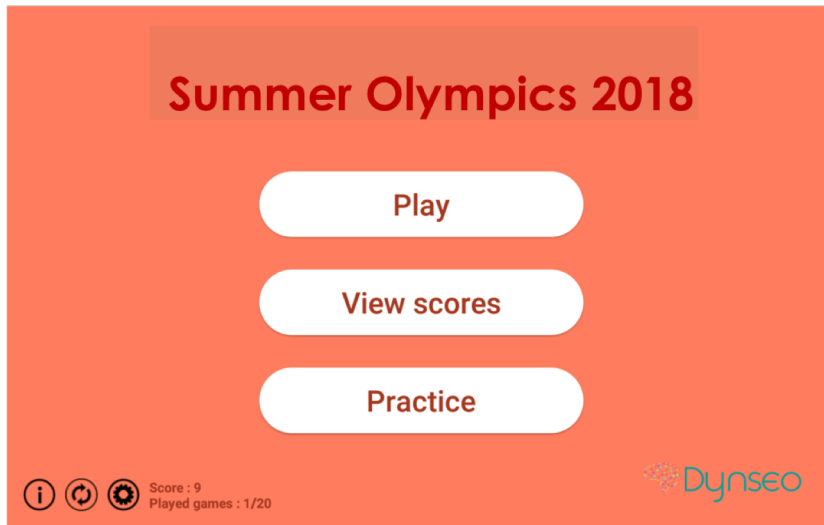 Summer Olympics 2018
Play
View scores
Practice
Score : 9
Played games : 1/20
Dynseo